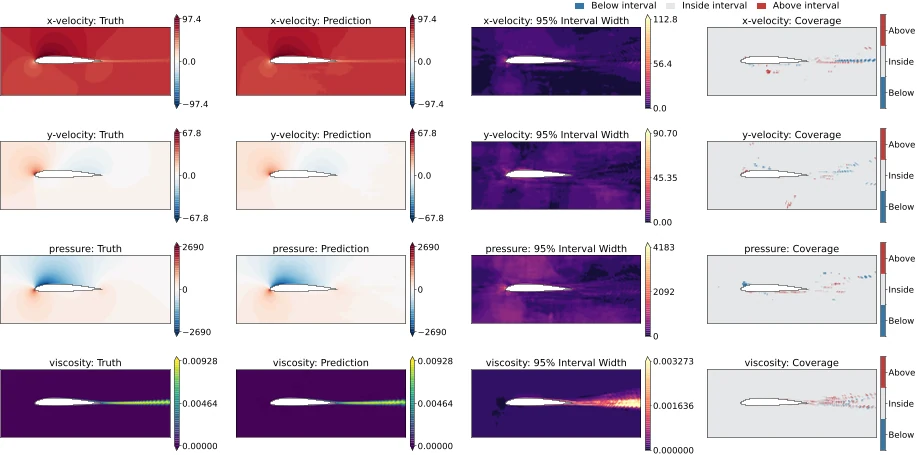 Below interval Inside interval Above interval
x-velocity: Truth
97.4
0.0
−97.4
x-velocity: Prediction
97.4
0.0
−97.4
x-velocity: 95% Interval Width
112.8
56.4
0.0
x-velocity: Coverage
Above
Inside
Below
y-velocity: Truth
67.8
0.0
−67.8
y-velocity: Prediction
67.8
0.0
−67.8
y-velocity: 95% Interval Width
90.70
45.35
0.00
y-velocity: Coverage
Above
Inside
Below
pressure: Truth
2690
0
−2690
pressure: Prediction
2690
0
−2690
pressure: 95% Interval Width
4183
2092
0
pressure: Coverage
Above
Inside
Below
viscosity: Truth
0.00928
0.00464
0.00000
viscosity: Prediction
0.00928
0.00464
0.00000
viscosity: 95% Interval Width
0.003273
0.001636
0.000000
viscosity: Coverage
Above
Inside
Below